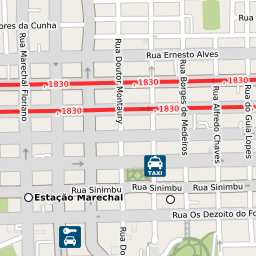 ores da Cunha
Rua Ernesto Alves
Rua Marechal Floriano
Rua Doutor Montaury
Rua Borges de Medeiros
Rua Alfredo Chaves
Rua do Guia Lopes
1830
1830
1830
1830
TAXI
Rua Sinimbu
Rua Sinimbu
Rua Sinimbu
Estação Marechal
Rua Os Dezoito do Fo
Rua Do